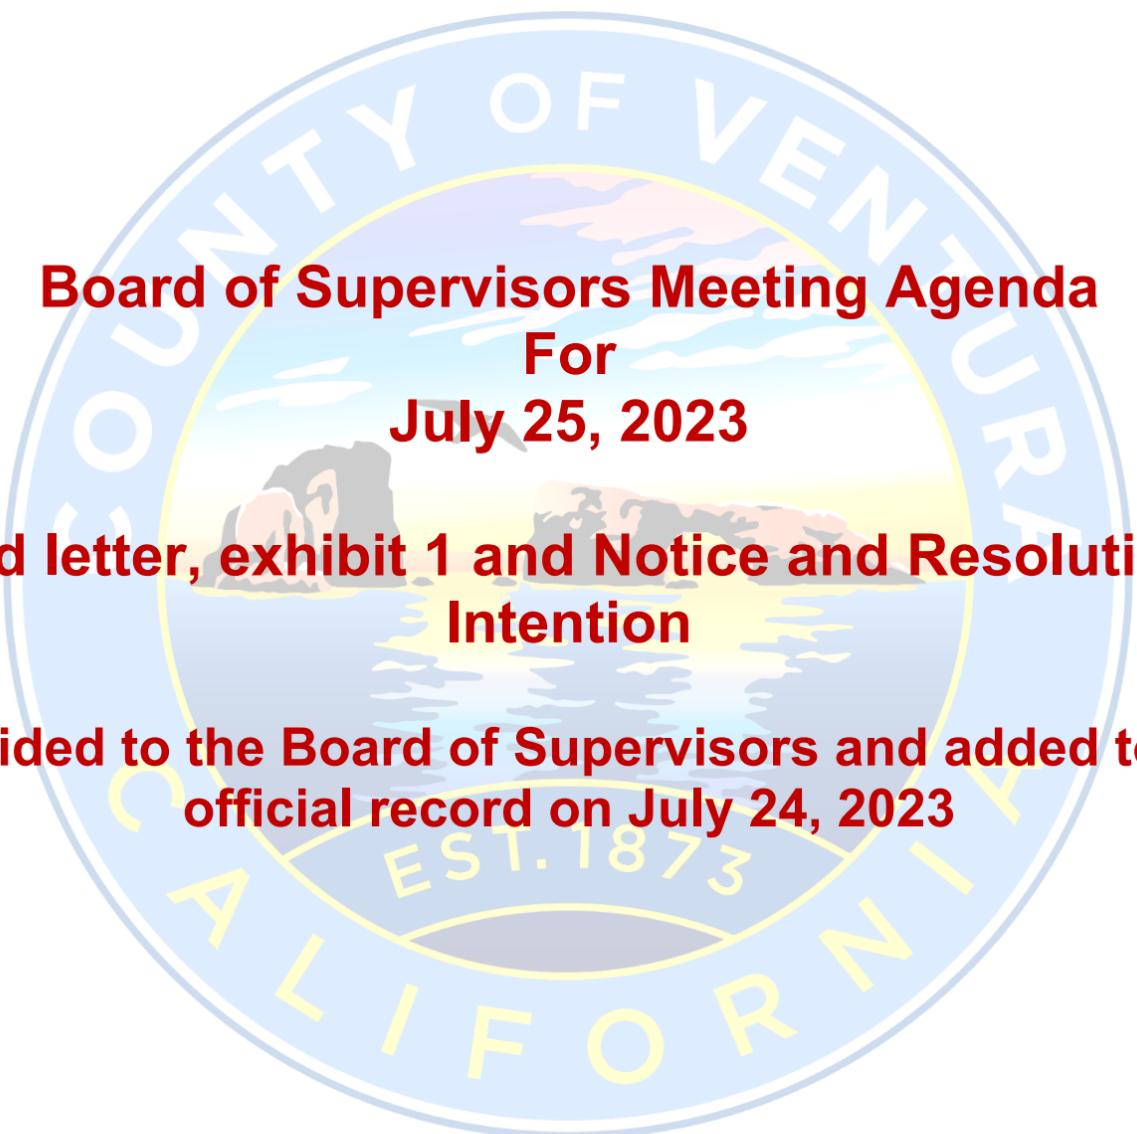 COUNTY OF VENTURA
Board of Supervisors Meeting Agenda
For
July 25, 2023
d letter, exhibit 1 and Notice and Resoluti
Intention
ided to the Board of Supervisors and added to
official record on July 24, 2023
EST. 1873
CALIFORNIA